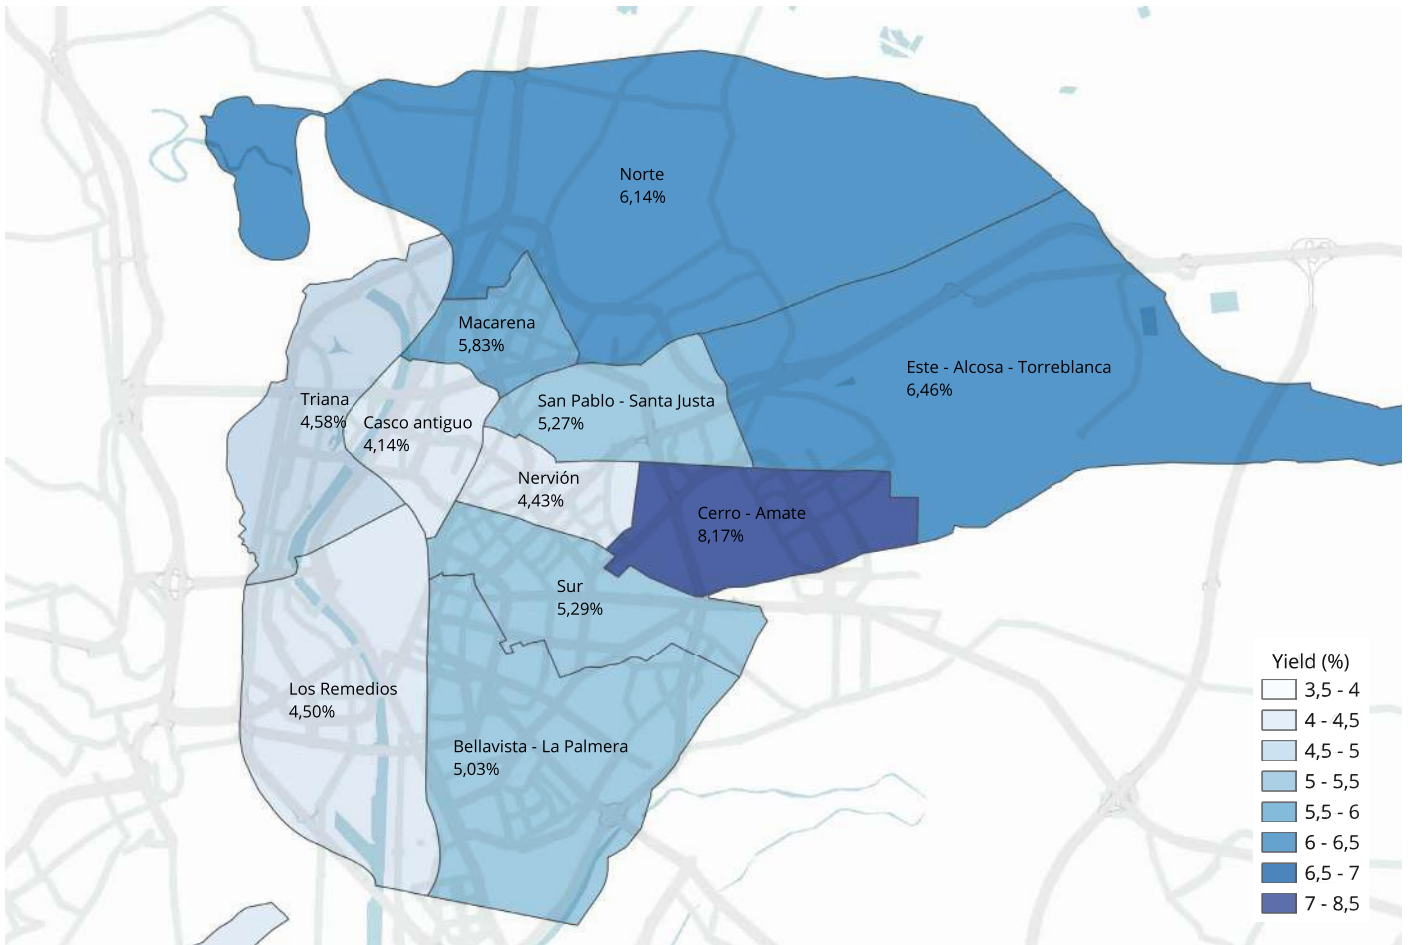 Norte
6,14%
Macarena
5,83%
Este - Alcosa - Torreblanca
6,46%
Triana
4,58%
Casco antiguo
4,14%
San Pablo - Santa Justa
5,27%
Nervión
4,43%
Cerro - Amate
8,17%
Sur
5,29%
Los Remedios
4,50%
Bellavista - La Palmera
5,03%
Yield (%)
3,5 - 4
4 - 4,5
4,5 - 5
5 - 5,5
5,5 - 6
6 - 6,5
6,5 - 7
7 - 8,5